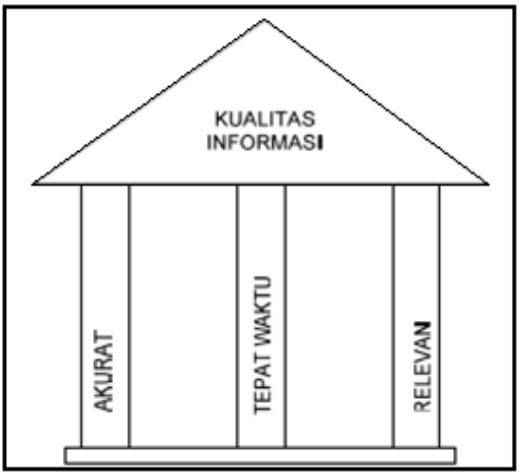 KUALITAS
INFORMASI
AKURAT
TEPAT WAKTU
RELEVAN